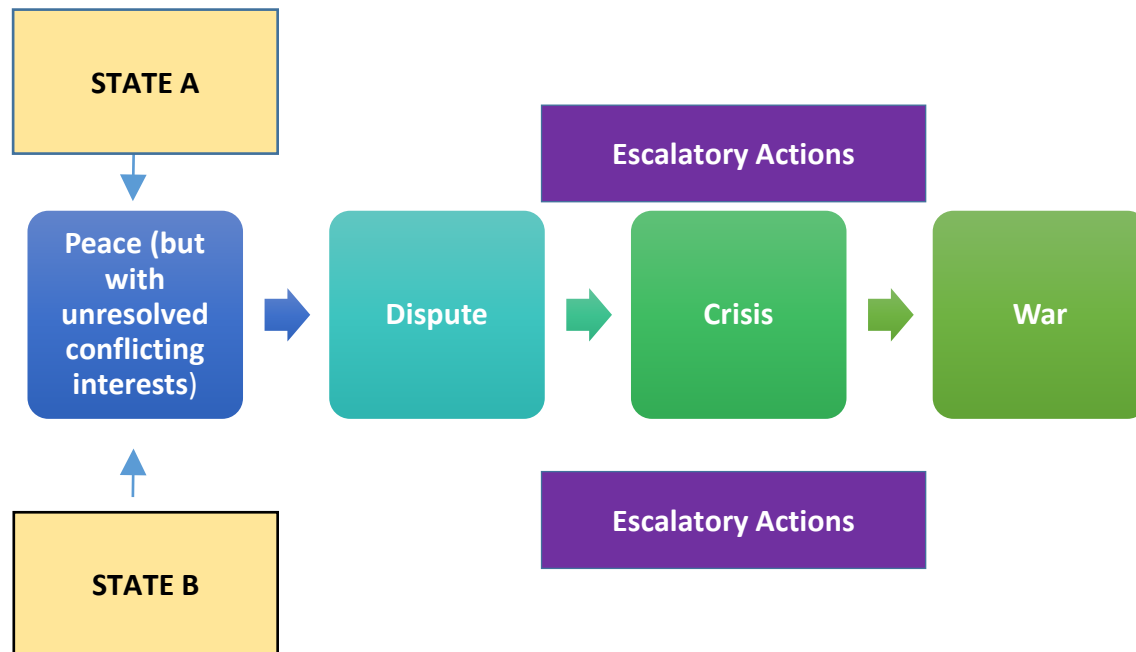 STATE A
Escalatory Actions
Peace (but
with
unresolved
conflicting
interests)
Dispute
Crisis
War
Escalatory Actions
STATE B